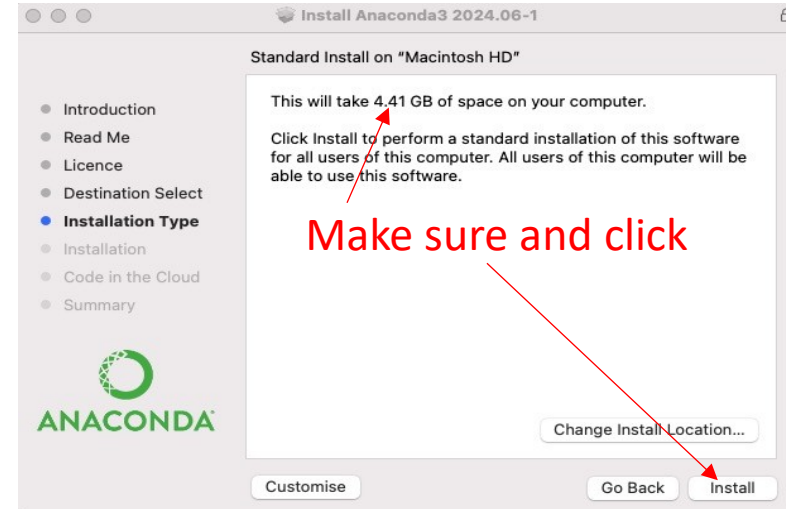 Install Anaconda3 2024.06-1
Standard Install on "Macintosh HD"
Introduction
Read Me
Licence
Destination Select
Installation Type
Installation
Code in the Cloud
Summary
ANACONDA
This will take 4.41 GB of space on your computer.
Click Install to perform a standard installation of this software
for all users of this computer. All users of this computer will be
able to use this software.
Make sure and click
Change Install Location...
Customise
Go Back
Install